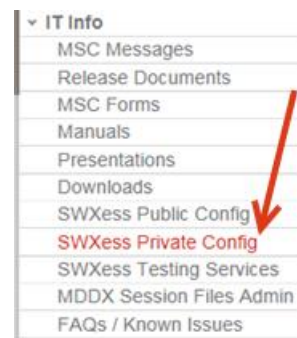 IT Info
MSC Messages
Release Documents
MSC Forms
Manuals
Presentations
Downloads
SWXess Public Config
SWXess Private Config
SWXess Testing Services
MDDX Session Files Admin
FAQs / Known Issues